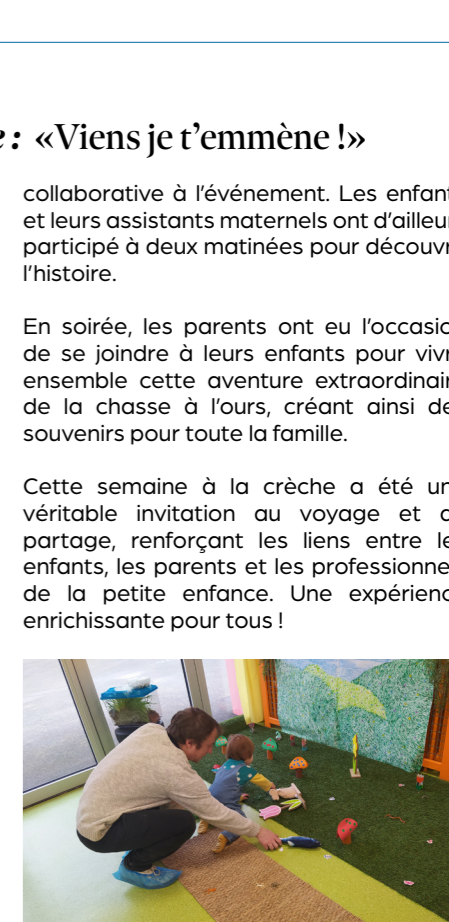 e : «Viens je t’emmène !»
collaborative à l’événement. Les enfant
et leurs assistants maternels ont d’ailleur
participé à deux matinées pour découvr
l’histoire.
En soirée, les parents ont eu l’occasio
de se joindre à leurs enfants pour vivr
ensemble cette aventure extraordinair
de la chasse à l’ours, créant ainsi de
souvenirs pour toute la famille.
Cette semaine à la crèche a été un
véritable invitation au voyage et a
partage, renforçant les liens entre le
enfants, les parents et les professionne
de la petite enfance. Une expérienc
enrichissante pour tous !